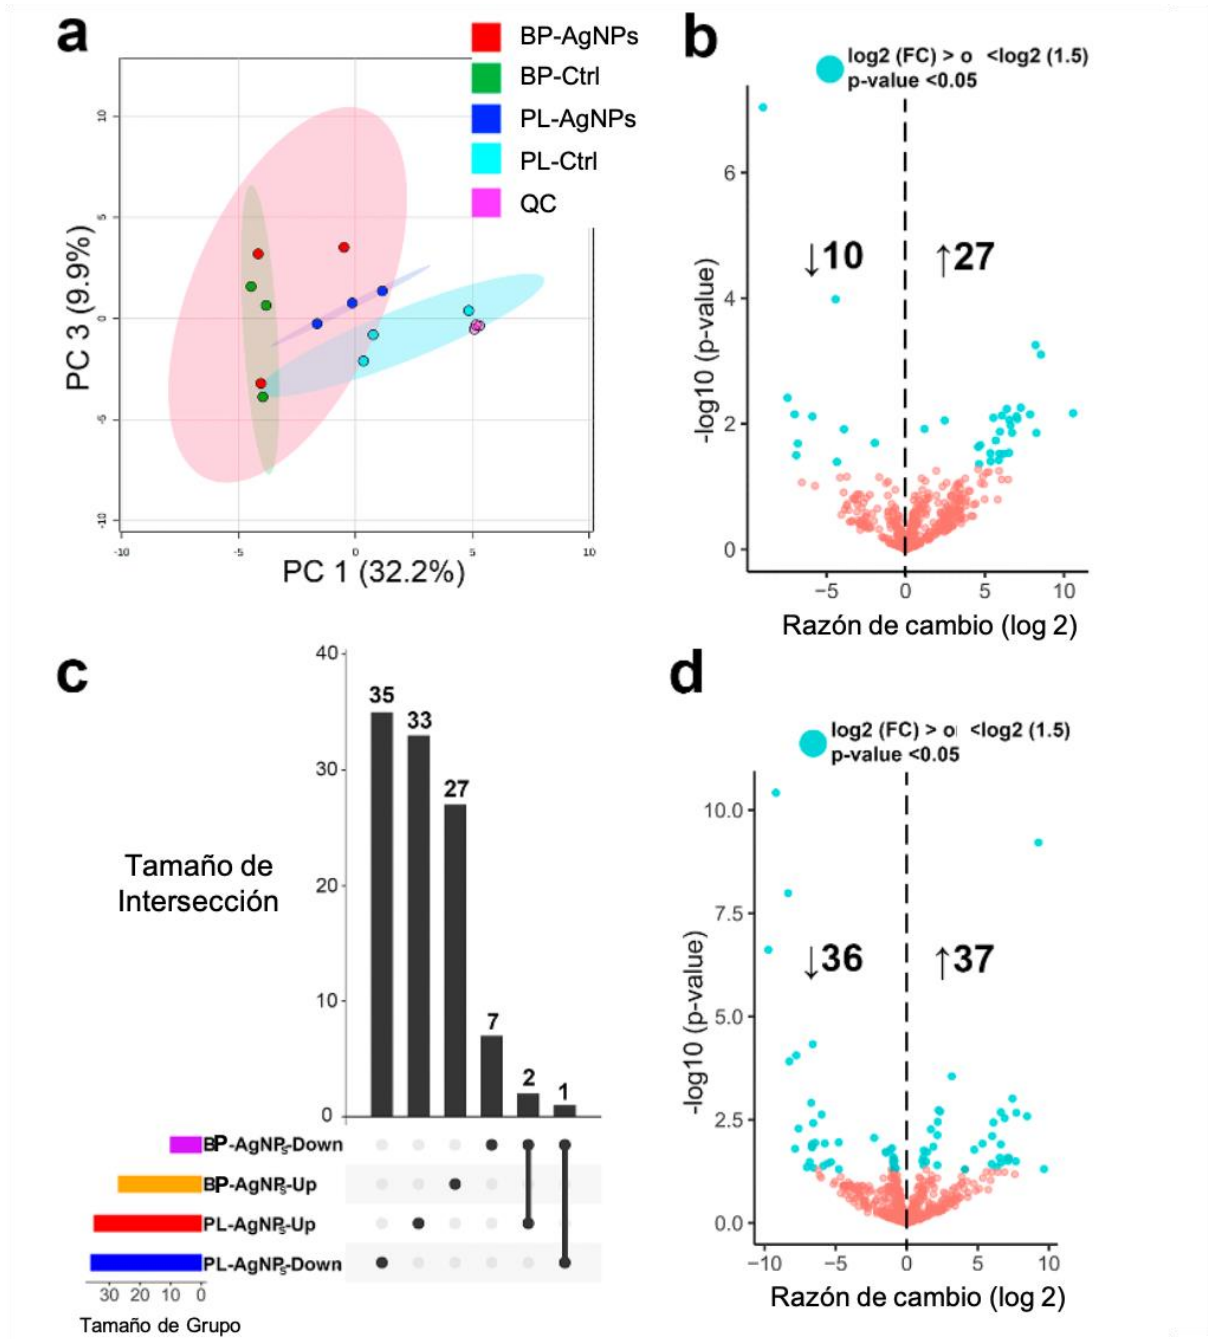 a
BP-AgNPs
BP-Ctrl
PL-AgNPs
PL-Ctrl
QC
PC 3 (9.9%)
10
5
0
-5
-10
-10
-5
0
5
10
PC 1 (32.2%)
b
log2 (FC) > o <log2 (1.5)
p-value <0.05
-log10 (p-value)
6
4
2
0
↓10
↑27
−5
0
5
10
Razón de cambio (log 2)
c
Tamaño de
Intersección
40
30
20
10
0
35
33
27
7
2
1
BP-AgNPs-Down
BP-AgNPs-Up
PL-AgNPs-Up
PL-AgNPs-Down
30 20 10 0
Tamaño de Grupo
d
log2 (FC) > o <log2 (1.5)
p-value <0.05
-log10 (p-value)
10.0
7.5
5.0
2.5
0.0
↓36
↑37
−10
−5
0
5
10
Razón de cambio (log 2)